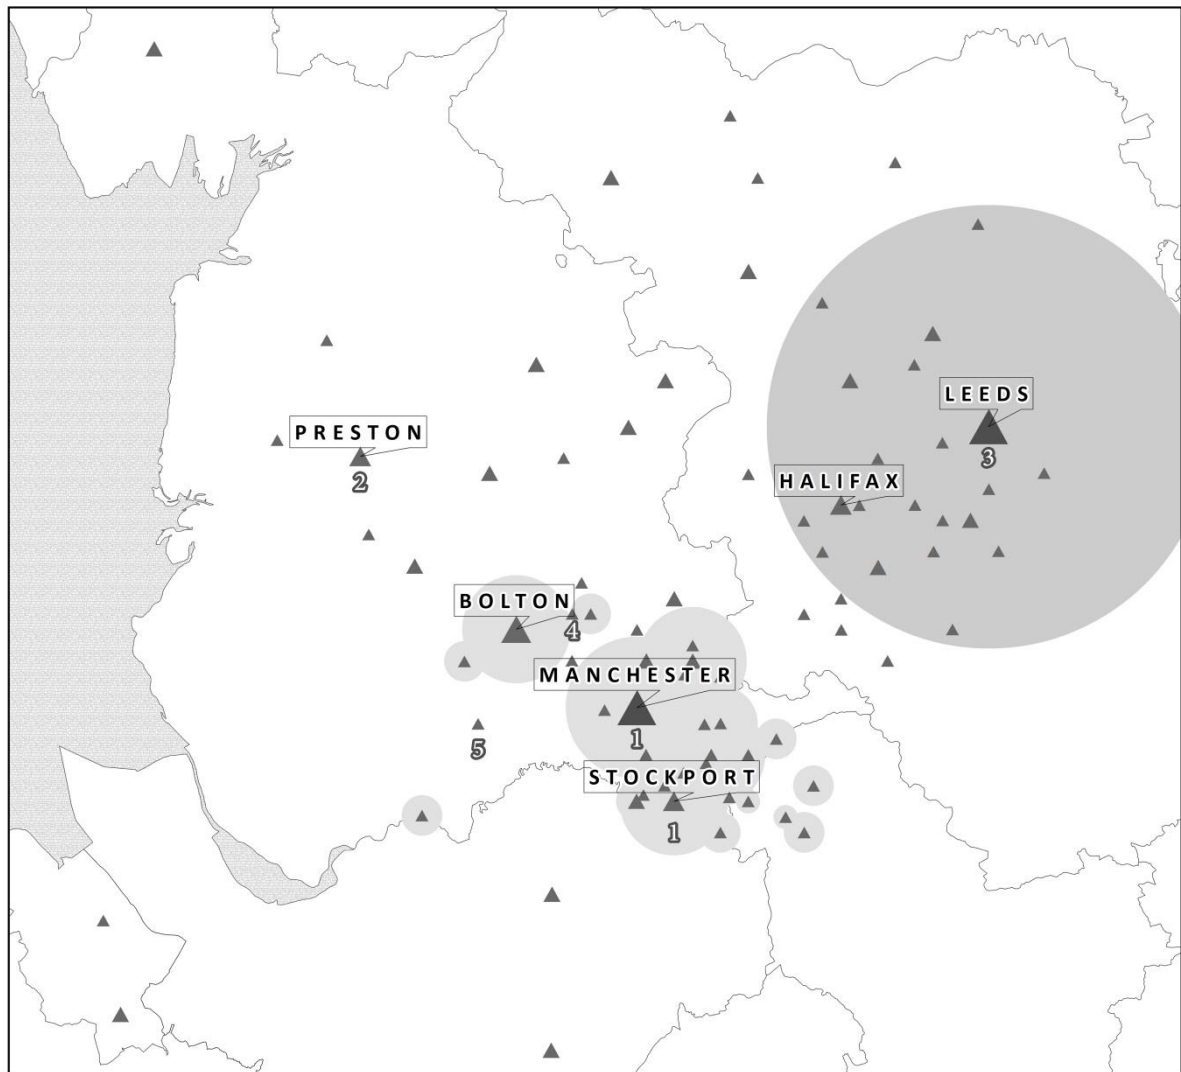 LEEDS
3
PRESTON
2
HALIFAX
BOLTON
4
MANCHESTER
1
5
STOCKPORT
1